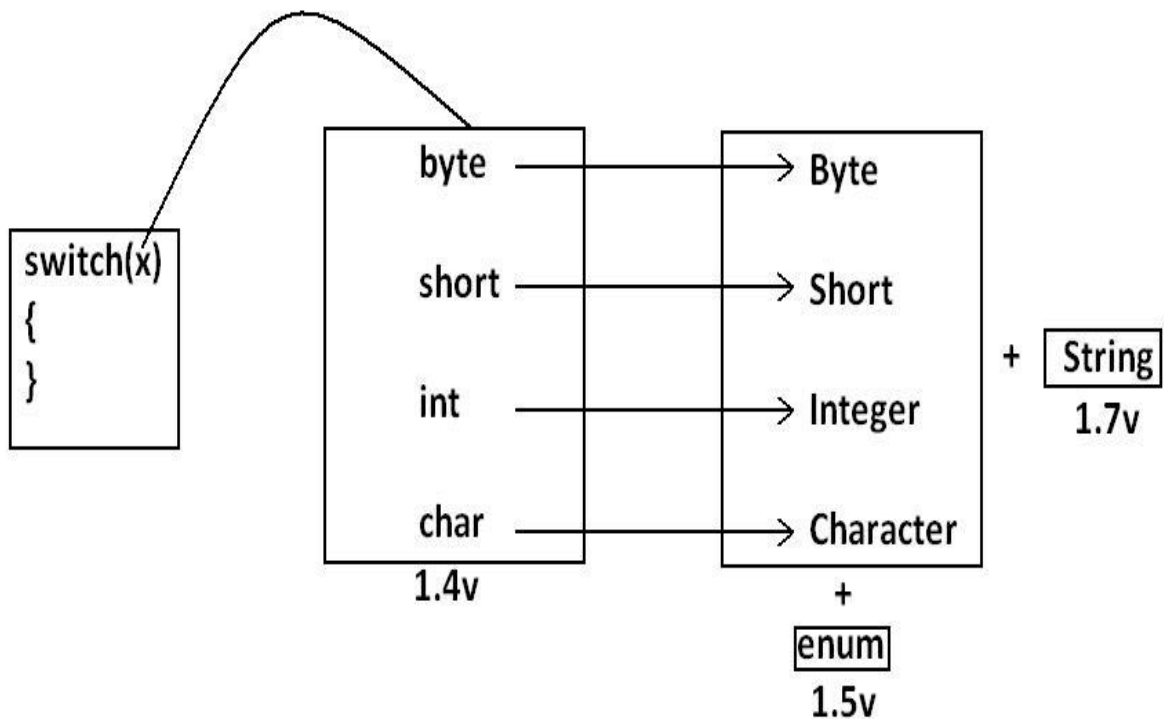 switch(x)
{
}
byte
short
int
char
1.4v
Byte
Short
Integer
Character
+
enum
1.5v
+
String
1.7v